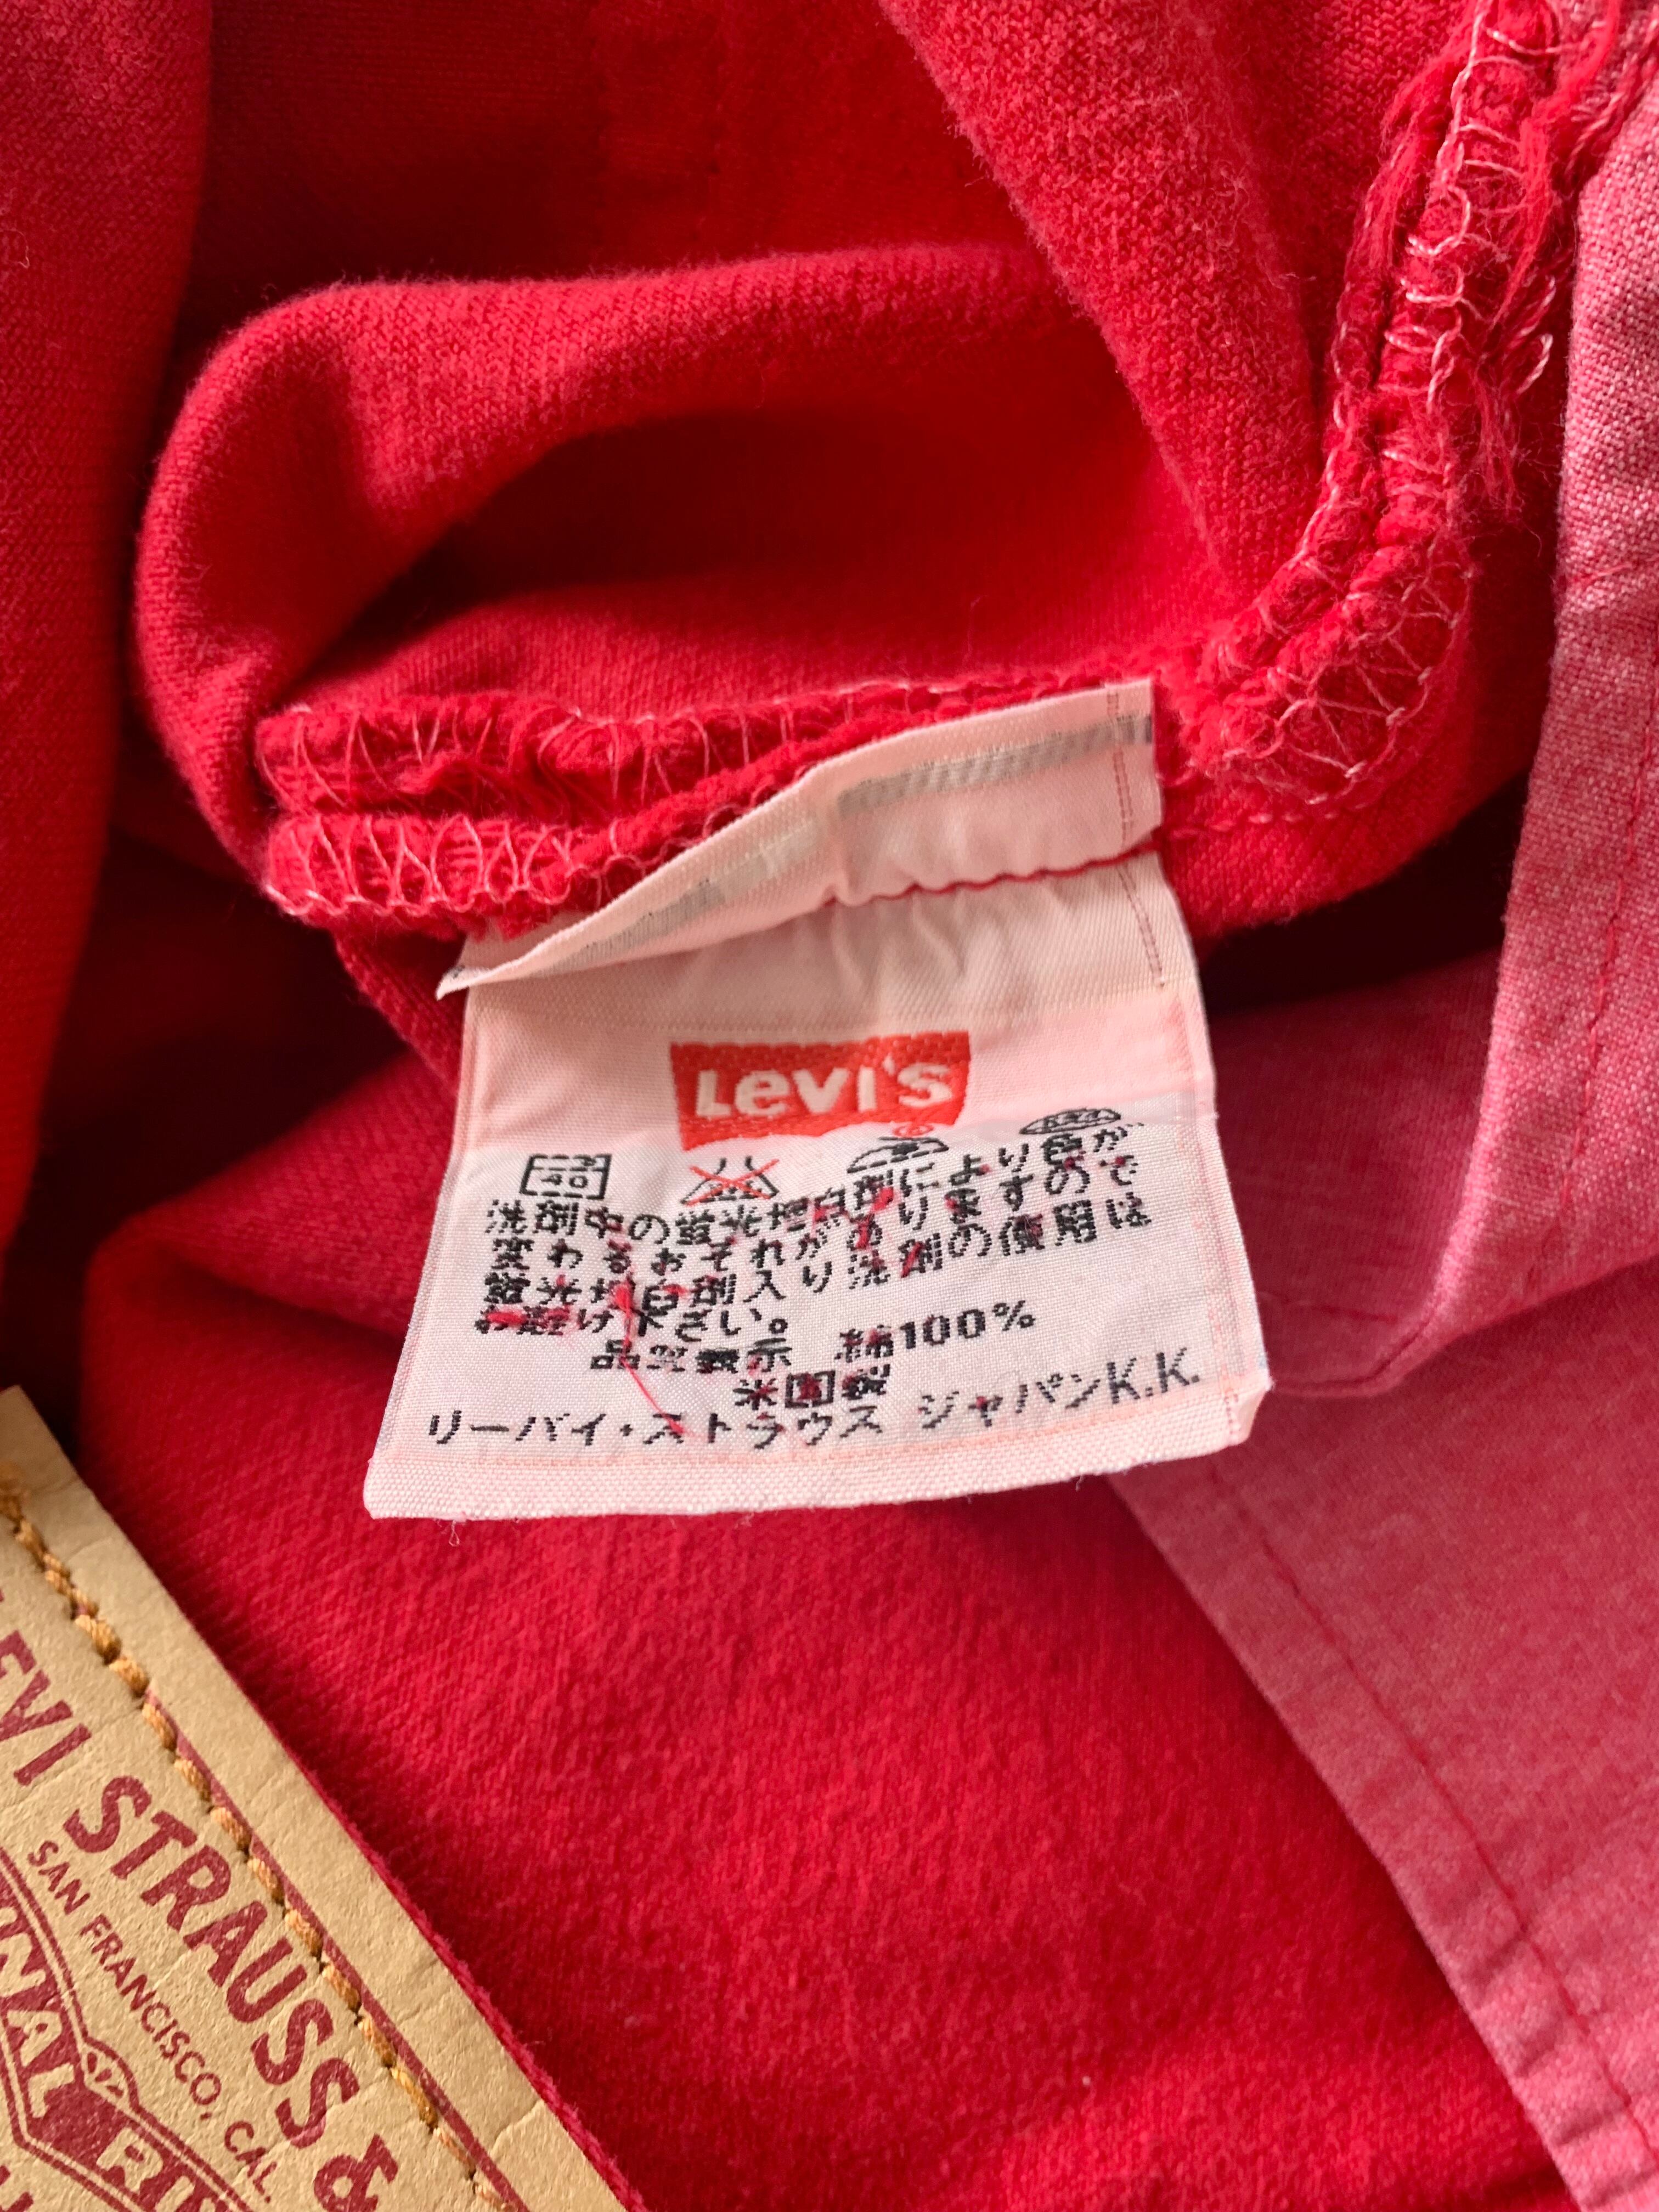 Levi's
®
40
洗剤中の蛍光増白剤により色が
変わるおそれがありますので
蛍光増白剤入り洗剤の使用は
お避け下さい。
品質表示 綿100%
米国製
リーバイ・ストラウス ジャパンK.K.
LEVI STRAUSS &
SAN FRANCISCO, CAL.